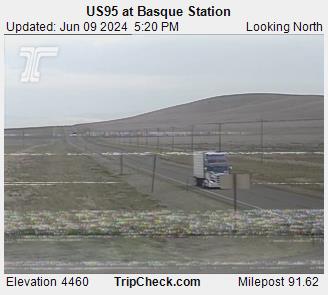 US95 at Basque Station
Updated: Jun 09 2024 5:20 PM Looking North
Elevation 4460 TripCheck.com Milepost 91.62